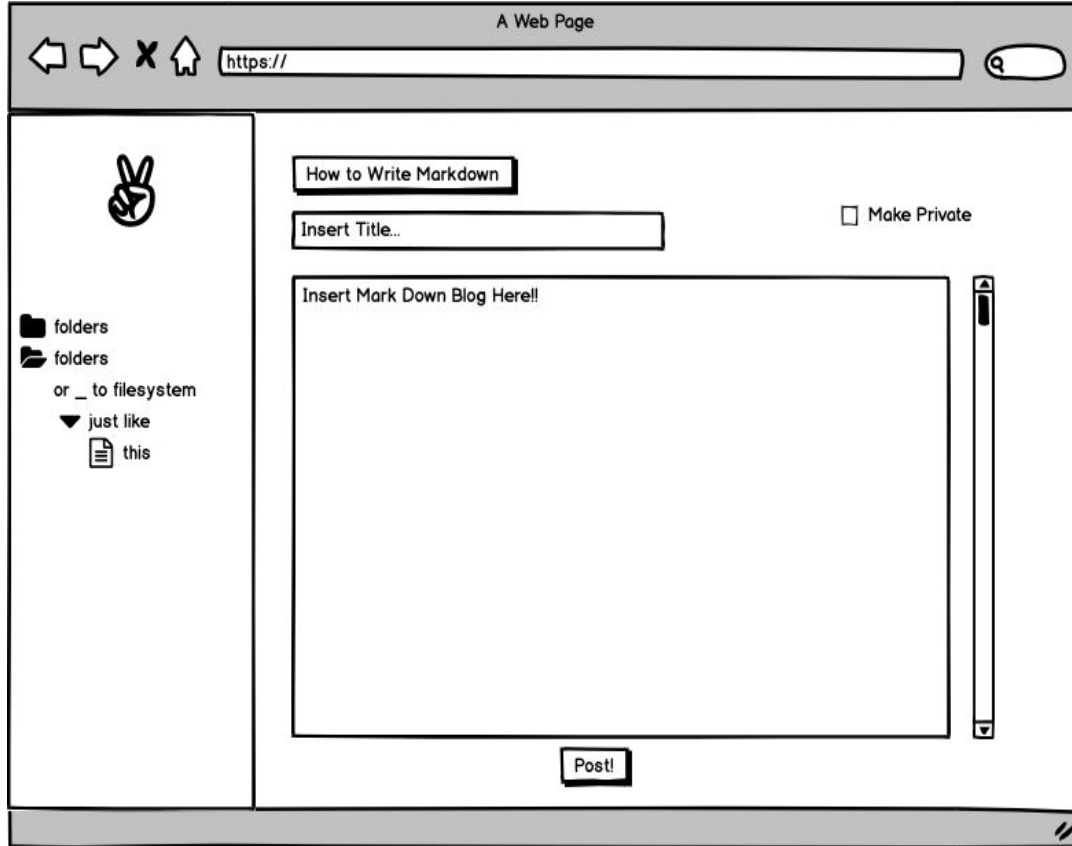 A Web Page
https://
How to Write Markdown
Insert Title...
Make Private
Insert Mark Down Blog Here!!
folders
folders
or _ to filesystem
just like
this
Post!